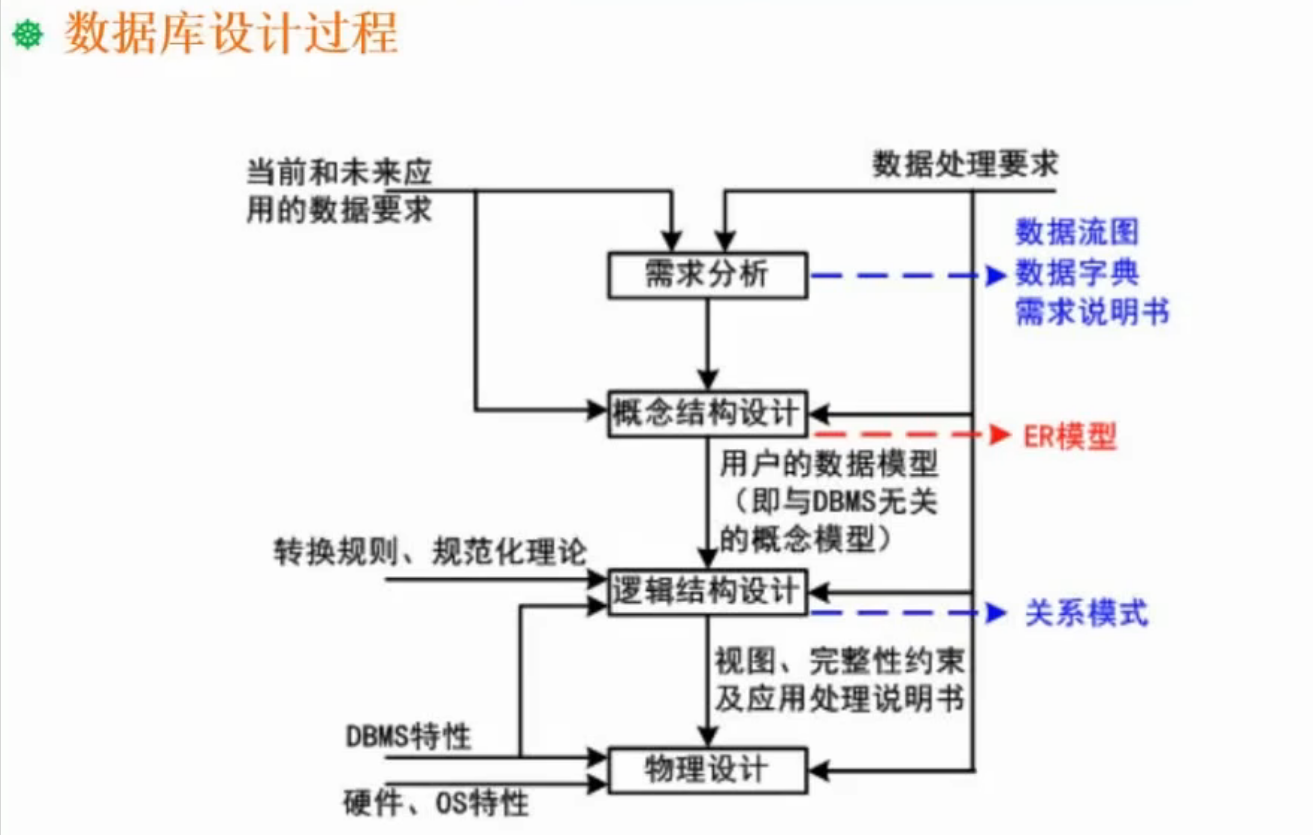 数据库设计过程
当前和未来应
用的数据要求
数据处理要求
数据流图
需求分析
数据字典
需求说明书
概念结构设计
ER模型
用户的数据模型
（即与DBMS无关
的概念模型）
转换规则、规范化理论
逻辑结构设计
关系模式
视图、完整性约束
及应用处理说明书
DBMS特性
物理设计
硬件、OS特性